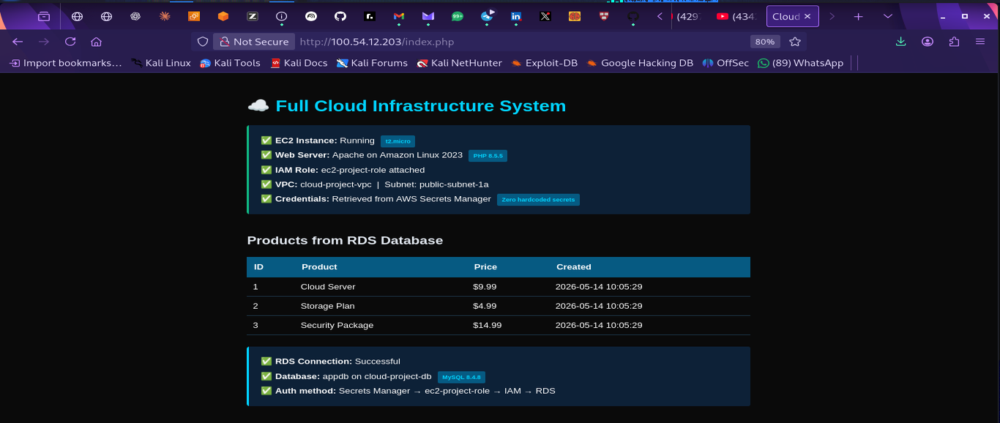 (429
(434
Cloud
Not Secure
http://100.54.12.203/index.php
80%
Import bookmarks...
Kali Linux
Kali Tools
Kali Docs
Kali Forums
Kali NetHunter
Exploit-DB
Google Hacking DB
OffSec
(89) WhatsApp
Full Cloud Infrastructure System
EC2 Instance: Running t2.micro
Web Server: Apache on Amazon Linux 2023 PHP 8.5.5
IAM Role: ec2-project-role attached
VPC: cloud-project-vpc | Subnet: public-subnet-1a
Credentials: Retrieved from AWS Secrets Manager Zero hardcoded secrets
Products from RDS Database
ID Product Price Created
1 Cloud Server $9.99 2026-05-14 10:05:29
2 Storage Plan $4.99 2026-05-14 10:05:29
3 Security Package $14.99 2026-05-14 10:05:29
RDS Connection: Successful
Database: appdb on cloud-project-db MySQL 8.4.8
Auth method: Secrets Manager → ec2-project-role → IAM → RDS